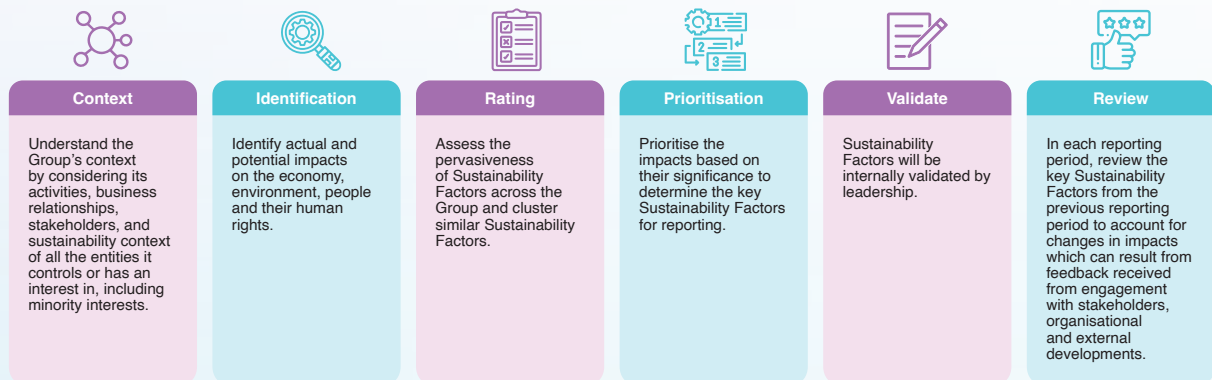 1
2
3
Context
Understand the
Group's context
by considering its
activities, business
relationships,
stakeholders, and
sustainability context
of all the entities it
controls or has an
interest in, including
minority interests.
Identification
Identify actual and
potential impacts
on the economy,
environment, people
and their human
rights.
Rating
Assess the
pervasiveness
of Sustainability
Factors across the
Group and cluster
similar Sustainability
Factors.
Prioritisation
Prioritise the
impacts based on
their significance to
determine the key
Sustainability Factors
for reporting.
Validate
Sustainability
Factors will be
internally validated by
leadership.
Review
In each reporting
period, review the
key Sustainability
Factors from the
previous reporting
period to account for
changes in impacts
which can result from
feedback received
from engagement
with stakeholders,
organisational
and external
developments.